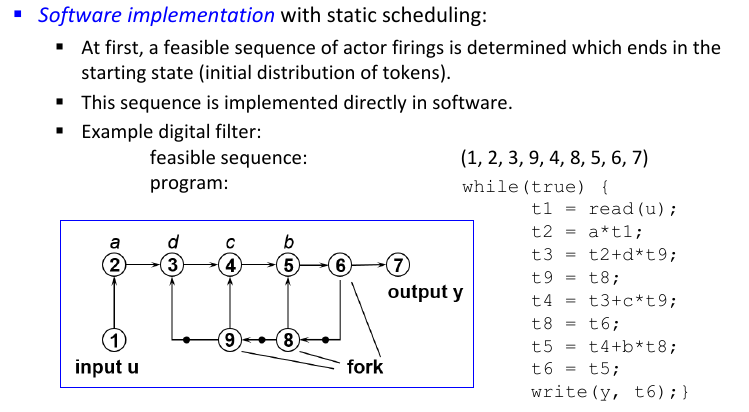 Software implementation with static scheduling:
At first, a feasible sequence of actor firings is determined which ends in the
starting state (initial distribution of tokens).
This sequence is implemented directly in software.
Example digital filter:
feasible sequence: (1, 2, 3, 9, 4, 8, 5, 6, 7)
program:
while(true) {
t1 = read(u);
t2 = a*t1;
t3 = t2+d*t9;
t9 = t8;
t4 = t3+c*t9;
t8 = t6;
t5 = t4+b*t8;
t6 = t5;
write(y, t6);}
a d c b
2 3 4 5 6 7
output y
1 9 8
input u fork